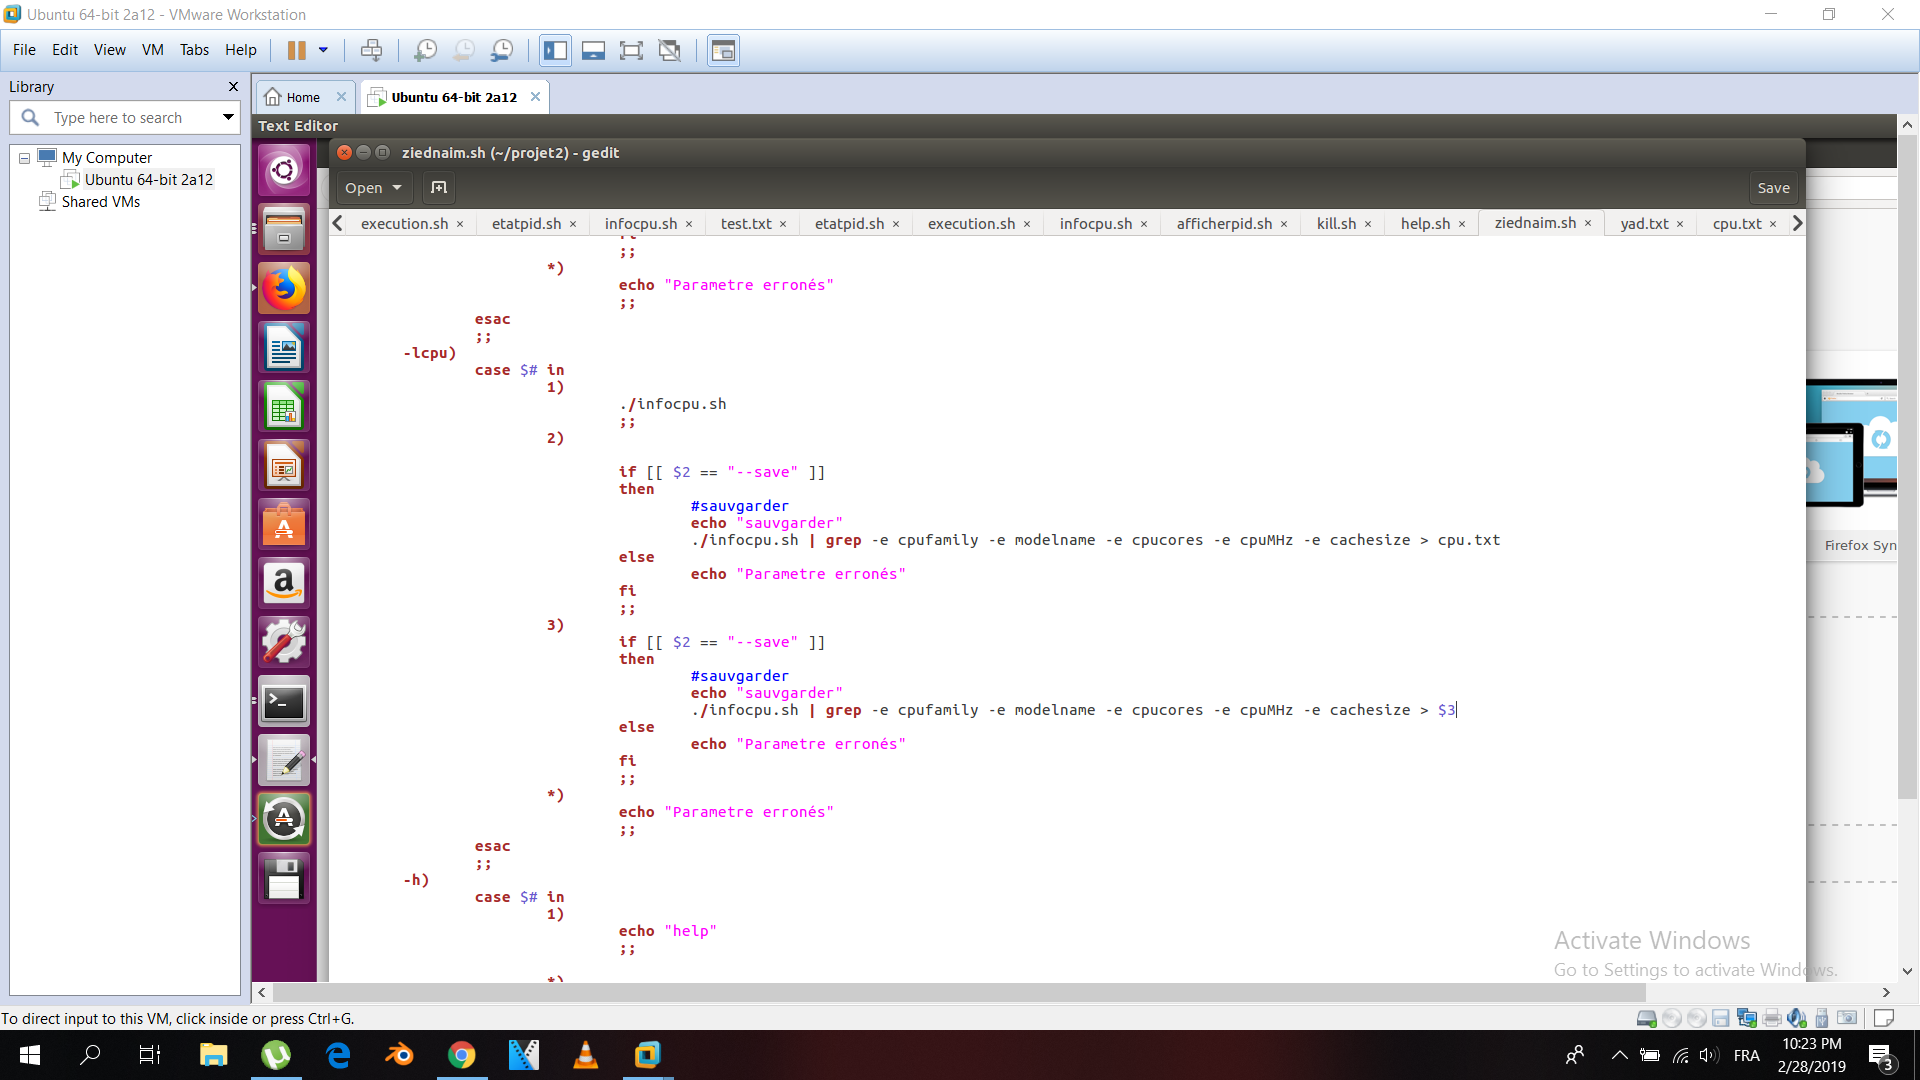 Ubuntu 64-bit 2a12 - VMware Workstation
File Edit View VM Tabs Help
Library x
Type here to search
My Computer
Ubuntu 64-bit 2a12
Shared VMs
Home × Ubuntu 64-bit 2a12 ×
Text Editor
ziednaim.sh (~/projet2) - gedit
Open Save
execution.sh × etatpid.sh × infocpu.sh × test.txt × etatpid.sh × execution.sh × infocpu.sh × afficherpid.sh × kill.sh × help.sh × ziednaim.sh × yad.txt × cpu.txt ×
;;
*)
echo "Parametre erronés"
;;
esac
;;
-lcpu)
case $# in
1)
./infocpu.sh
;;
2)
if [[ $2 == "--save" ]]
then
#sauvgarder
echo "sauvgarder"
./infocpu.sh | grep -e cpufamily -e modelname -e cpucores -e cpuMHz -e cachesize > cpu.txt
else
echo "Parametre erronés"
fi
;;
3)
if [[ $2 == "--save" ]]
then
#sauvgarder
echo "sauvgarder"
./infocpu.sh | grep -e cpufamily -e modelname -e cpucores -e cpuMHz -e cachesize > $3
else
echo "Parametre erronés"
fi
;;
*)
echo "Parametre erronés"
;;
esac
;;
-h)
case $# in
1)
echo "help"
;;
*)
Firefox Syn
Activate Windows
Go to Settings to activate Windows.
To direct input to this VM, click inside or press Ctrl+G.
FRA
10:23 PM
2/28/2019
3